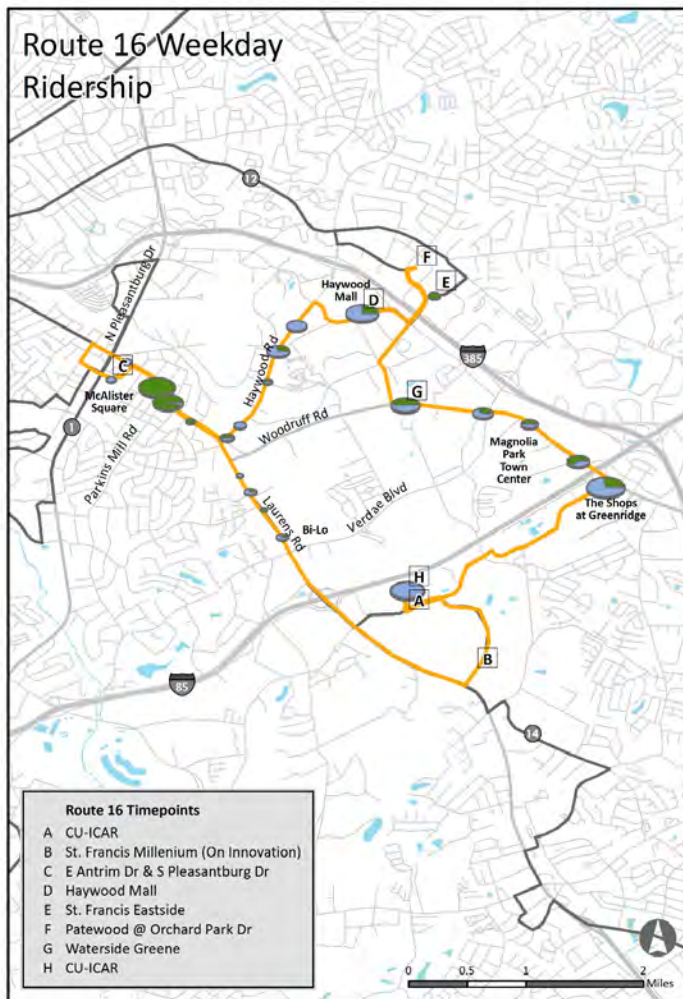 Route 16 Weekday
Ridership
12
N Pleasantburg Dr
F
E
Haywood
Mall
D
385
C
McAlister
Square
Haywood Rd
G
Woodruff Rd
1
Parkins Mill Rd
Magnolia
Park
Town
Center
Verdae Blvd
The Shops
at Greenridge
Laurens Rd
Bi-Lo
H
A
B
85
14
Route 16 Timepoints
A CU-ICAR
B St. Francis Millenium (On Innovation)
C E Antrim Dr & S Pleasantburg Dr
D Haywood Mall
E St. Francis Eastside
F Patewood @ Orchard Park Dr
G Waterside Greene
H CU-ICAR
0 0.5 1 2
Miles